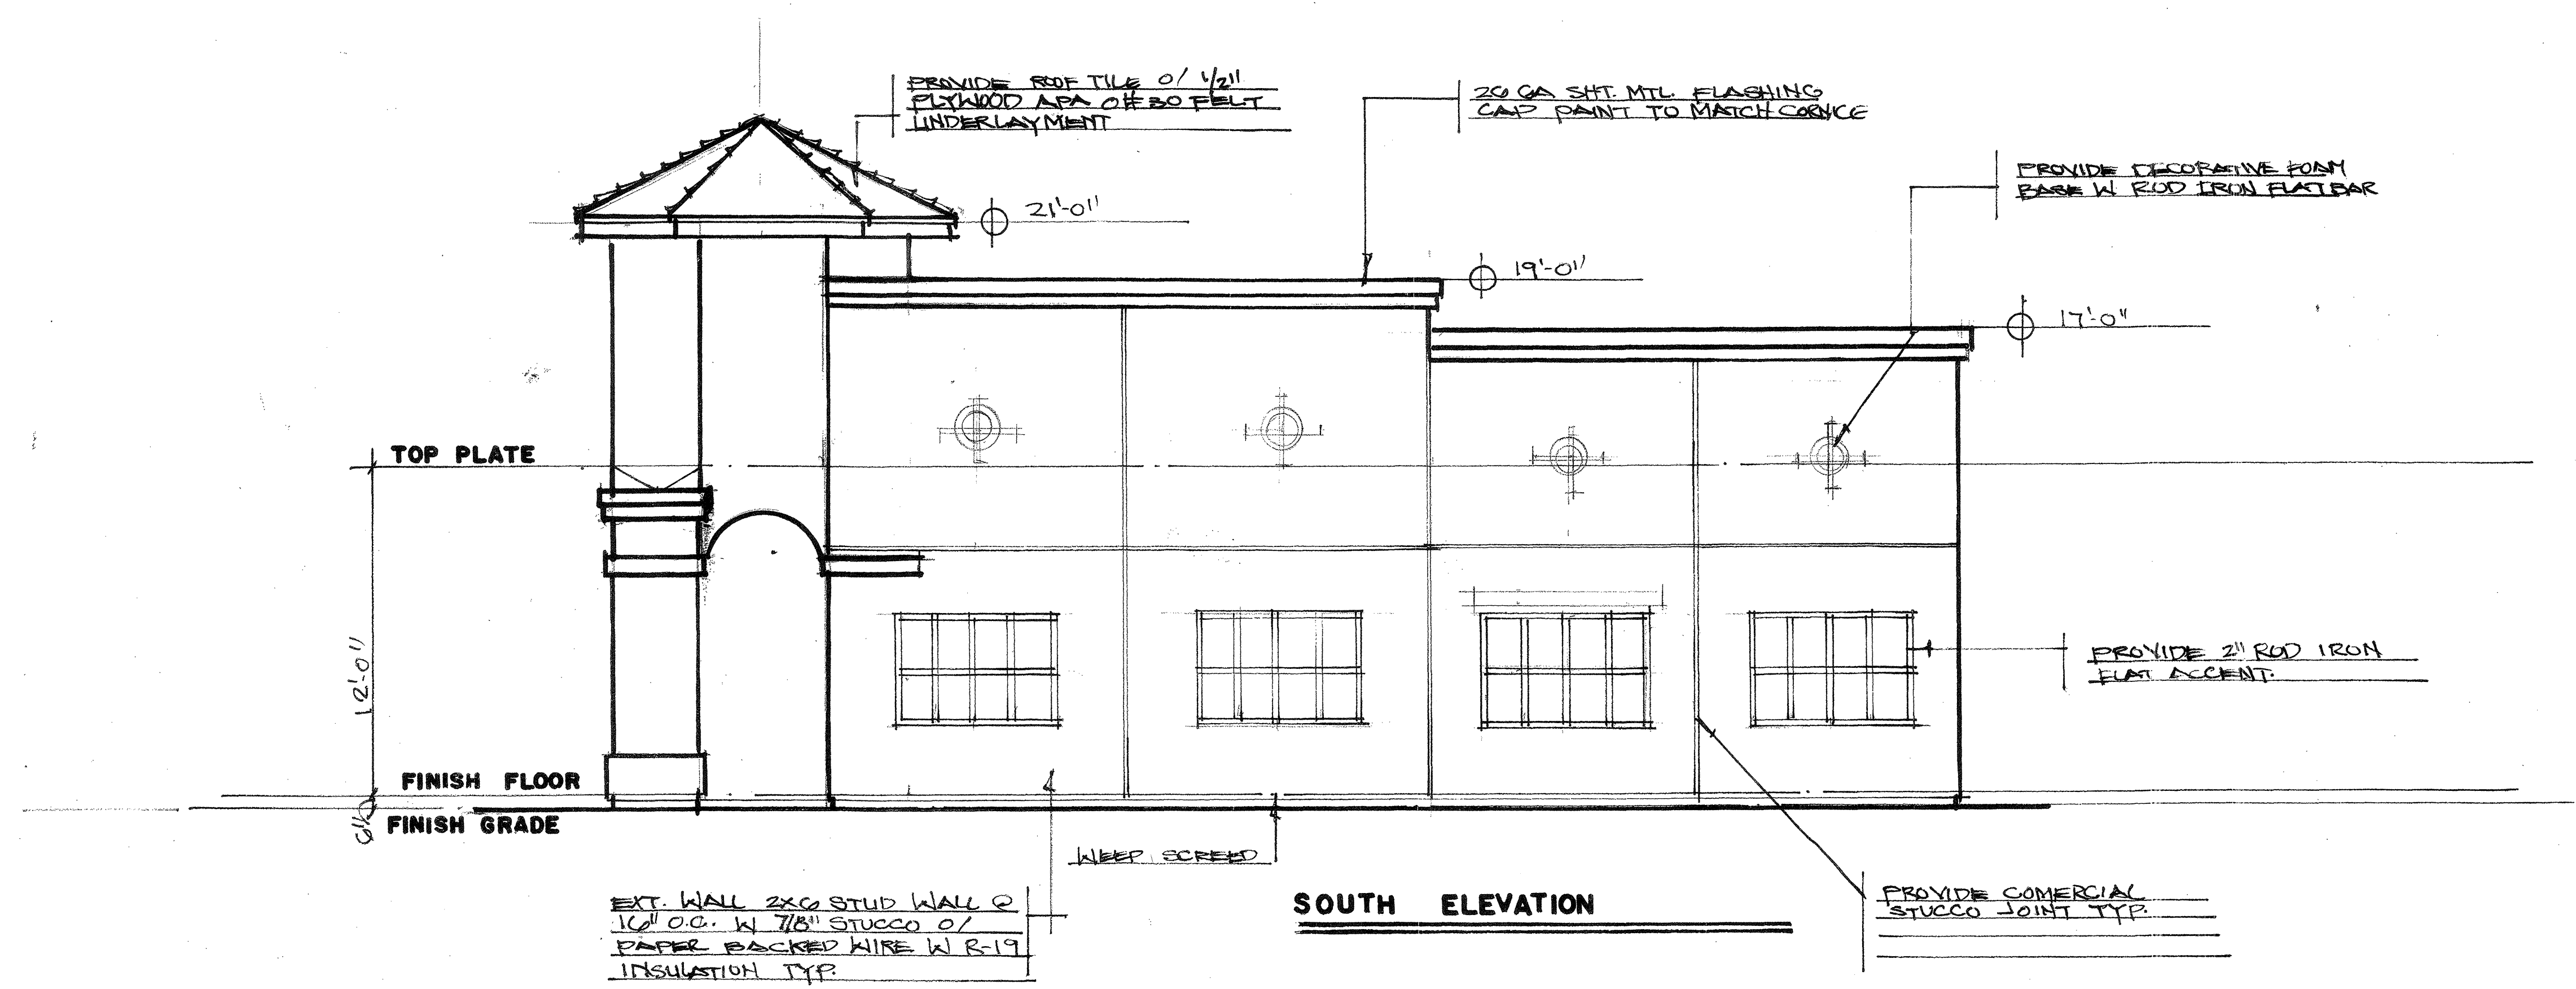 PROVIDE ROOF TILE O/ 1/2"
PLYWOOD APA O# 30 FELT
UNDERLAYMENT
26 GA SHT. MTL. FLASHING
CAP PAINT TO MATCH CORNICE
PROVIDE DECORATIVE FOAM
BASE W ROD IRON FLATBAR
21'-0"
19'-0"
17'-0"
TOP PLATE
12'-0"
PROVIDE 2" ROD IRON
FLAT ACCENT.
FINISH FLOOR
6"
FINISH GRADE
WEEP SCREED
EXT. WALL 2X6 STUD WALL @
16" O.C. W 7/8" STUCCO O/
PAPER BACKED WIRE W R-19
INSULATION TYP.
SOUTH ELEVATION
PROVIDE COMERCIAL
STUCCO JOINT TYP.